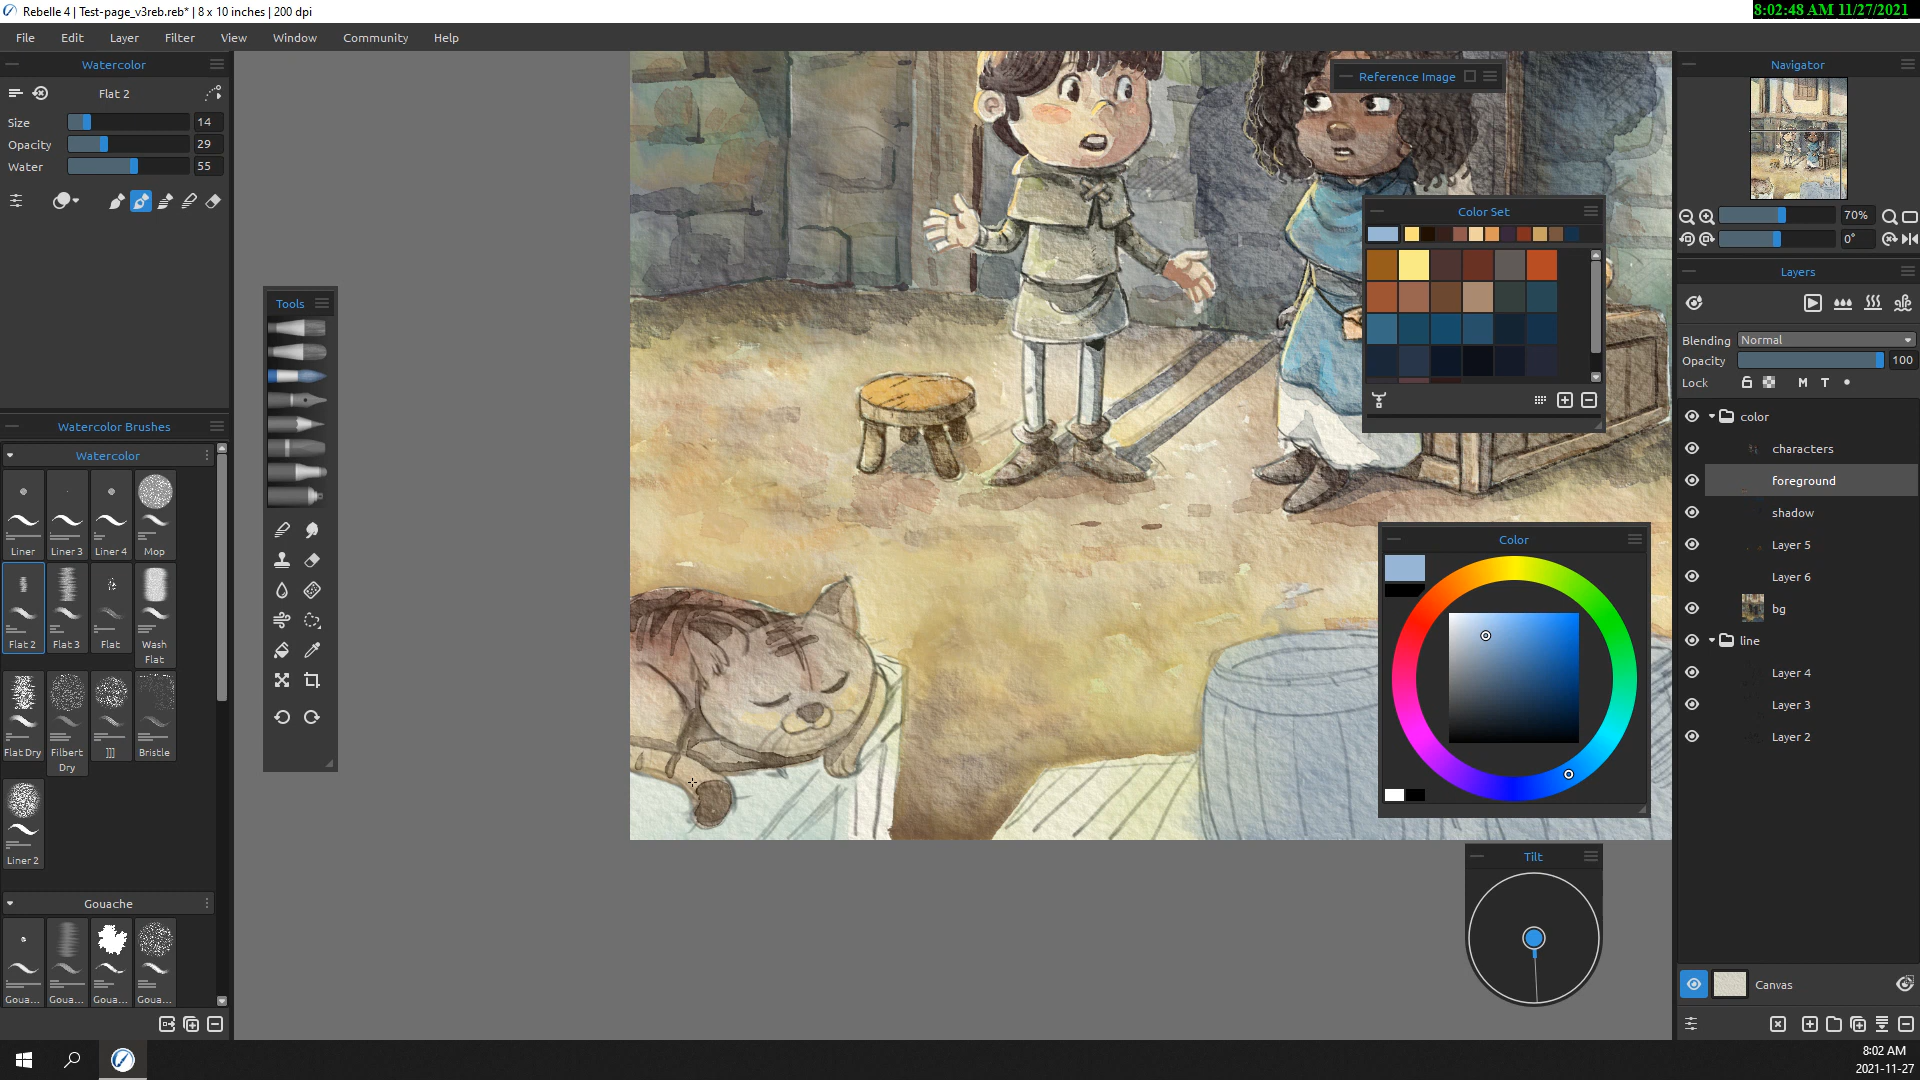 Rebelle 4 | Test-page_v3reb.reb* | 8 x 10 inches | 200 dpi
8:02:48 AM 11/27/2021
File Edit Layer Filter View Window Community Help
Watercolor
Flat 2
Size 14
Opacity 29
Water 55
Watercolor Brushes
Watercolor
Liner Liner 3 Liner 4 Mop
Flat 2 Flat 3 Flat Wash Flat
Flat Dry Filbert Dry ]]] Bristle
Liner 2
Gouache
Goua... Goua... Goua... Goua...
Tools
Reference Image
Color Set
Color
Tilt
Navigator
70%
0°
Layers
Blending Normal
Opacity 100
Lock M T
color
characters
foreground
shadow
Layer 5
Layer 6
bg
line
Layer 4
Layer 3
Layer 2
Canvas
8:02 AM
2021-11-27